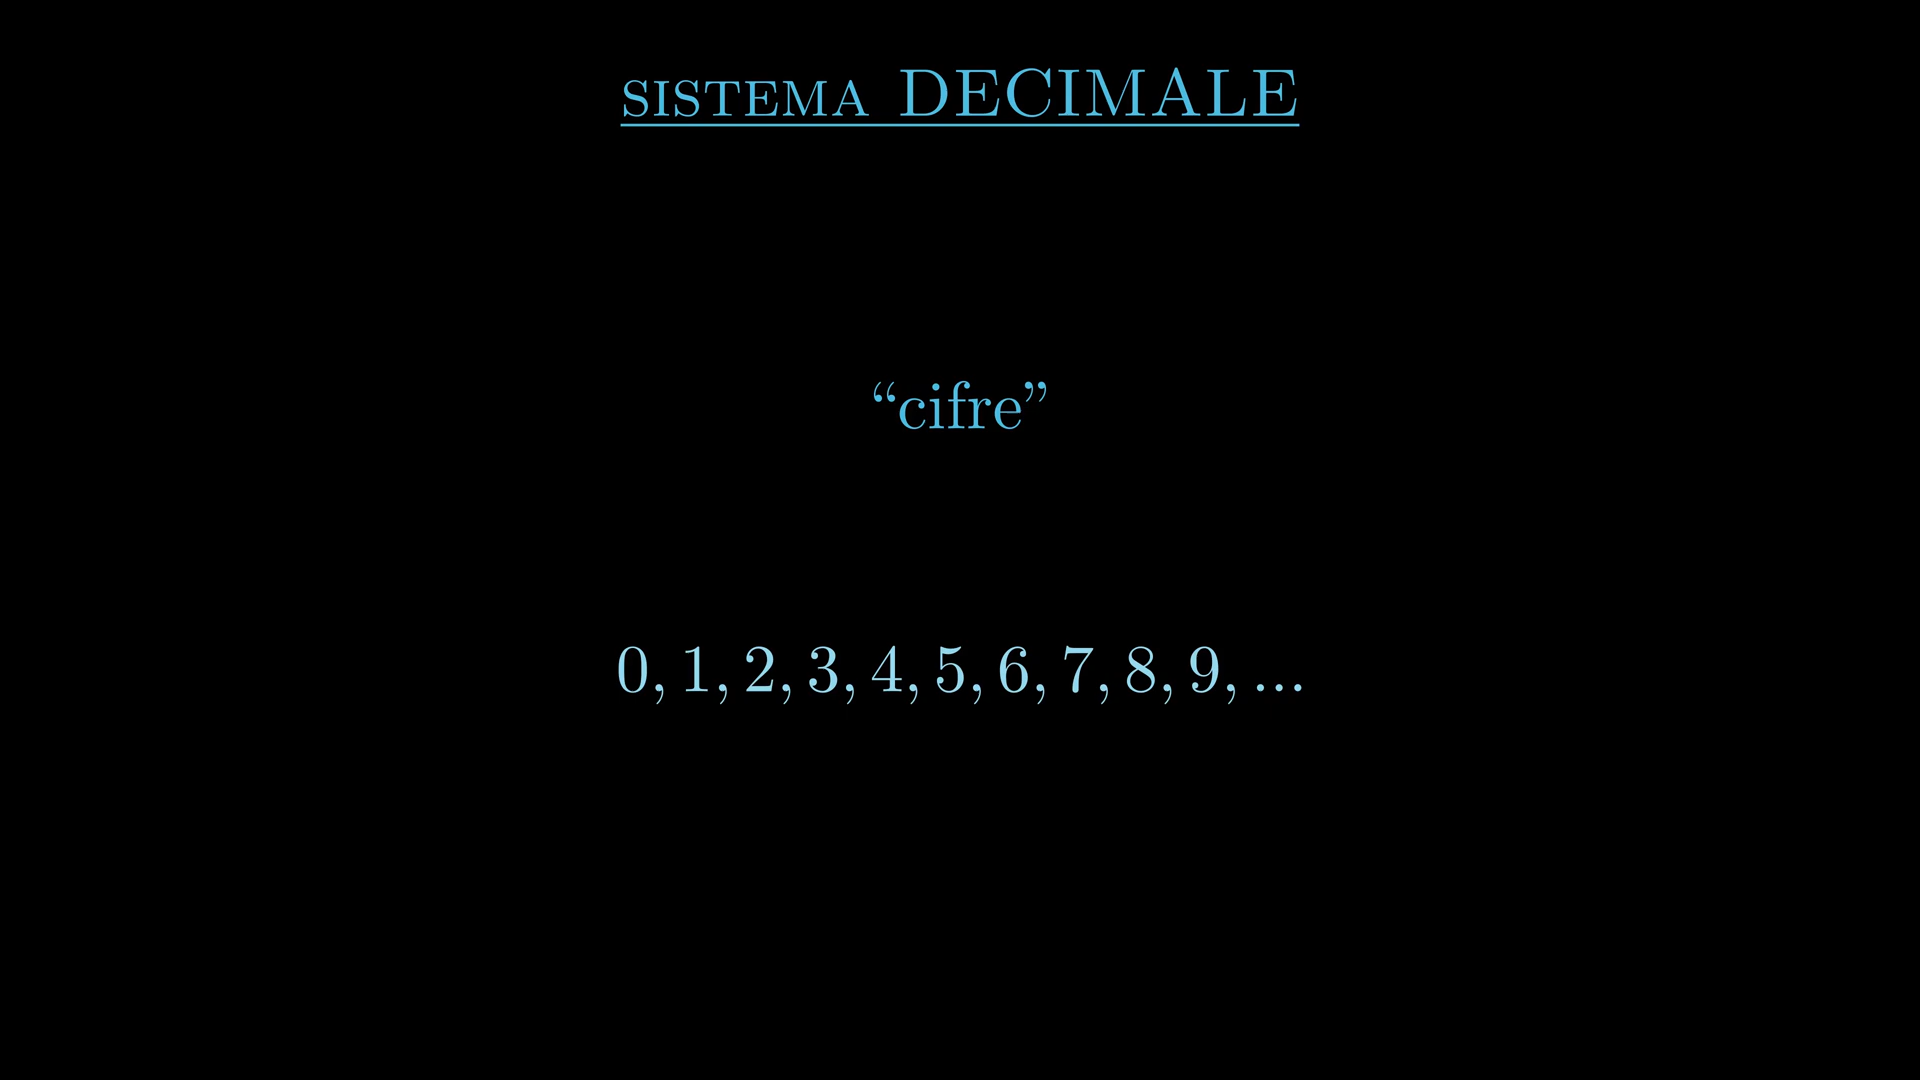 SISTEMA DECIMALE
“cifre”
0, 1, 2, 3, 4, 5, 6, 7, 8, 9, ...